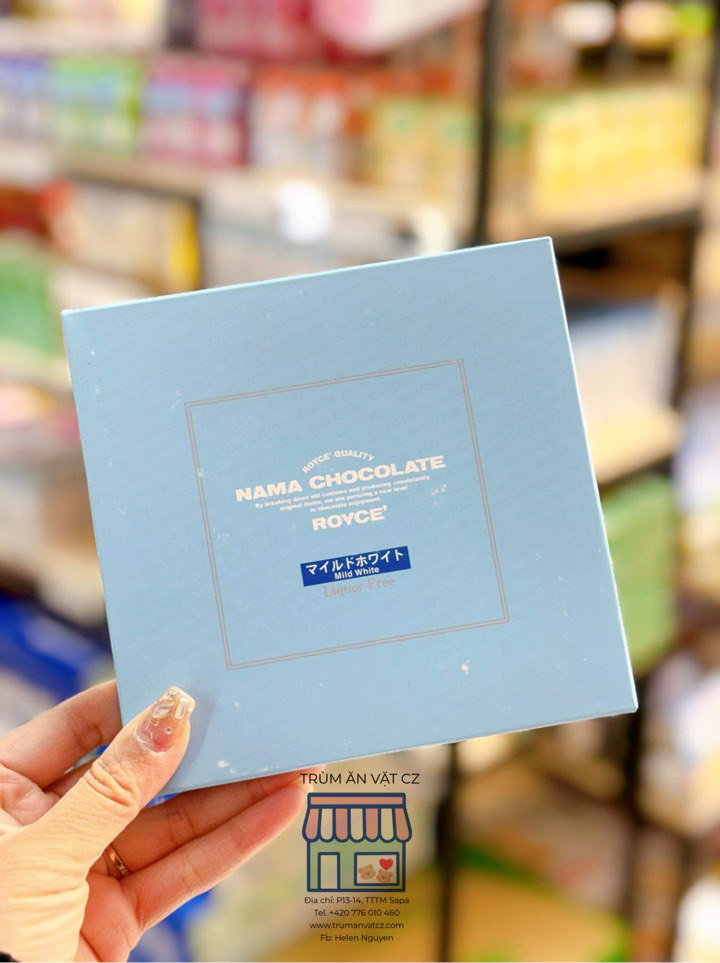 ROYCE' QUALITY
NAMA CHOCOLATE
By breaking down old customs and producing consistently
original items, we are pursuing a new level
in chocolate enjoyment.
ROYCE'
マイルドホワイト
Mild White
Liquor Free
TRÙM ĂN VẶT CZ
Địa chỉ: P13-14, TTTM Sapa
Tel. +420 776 010 460
www.trumanvatcz.com
Fb: Helen Nguyen